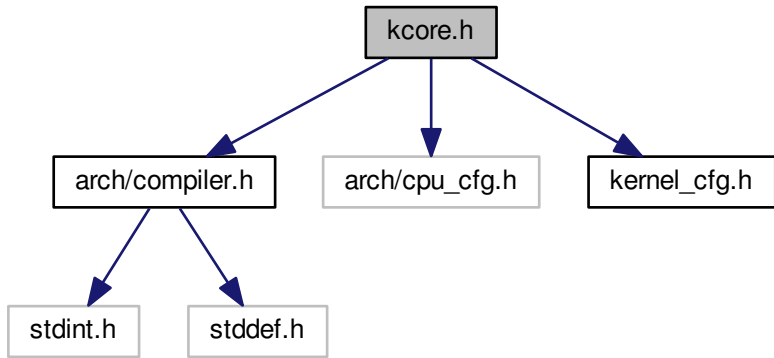 kcore.h
arch/compiler.h
arch/cpu_cfg.h
kernel_cfg.h
stdint.h
stddef.h